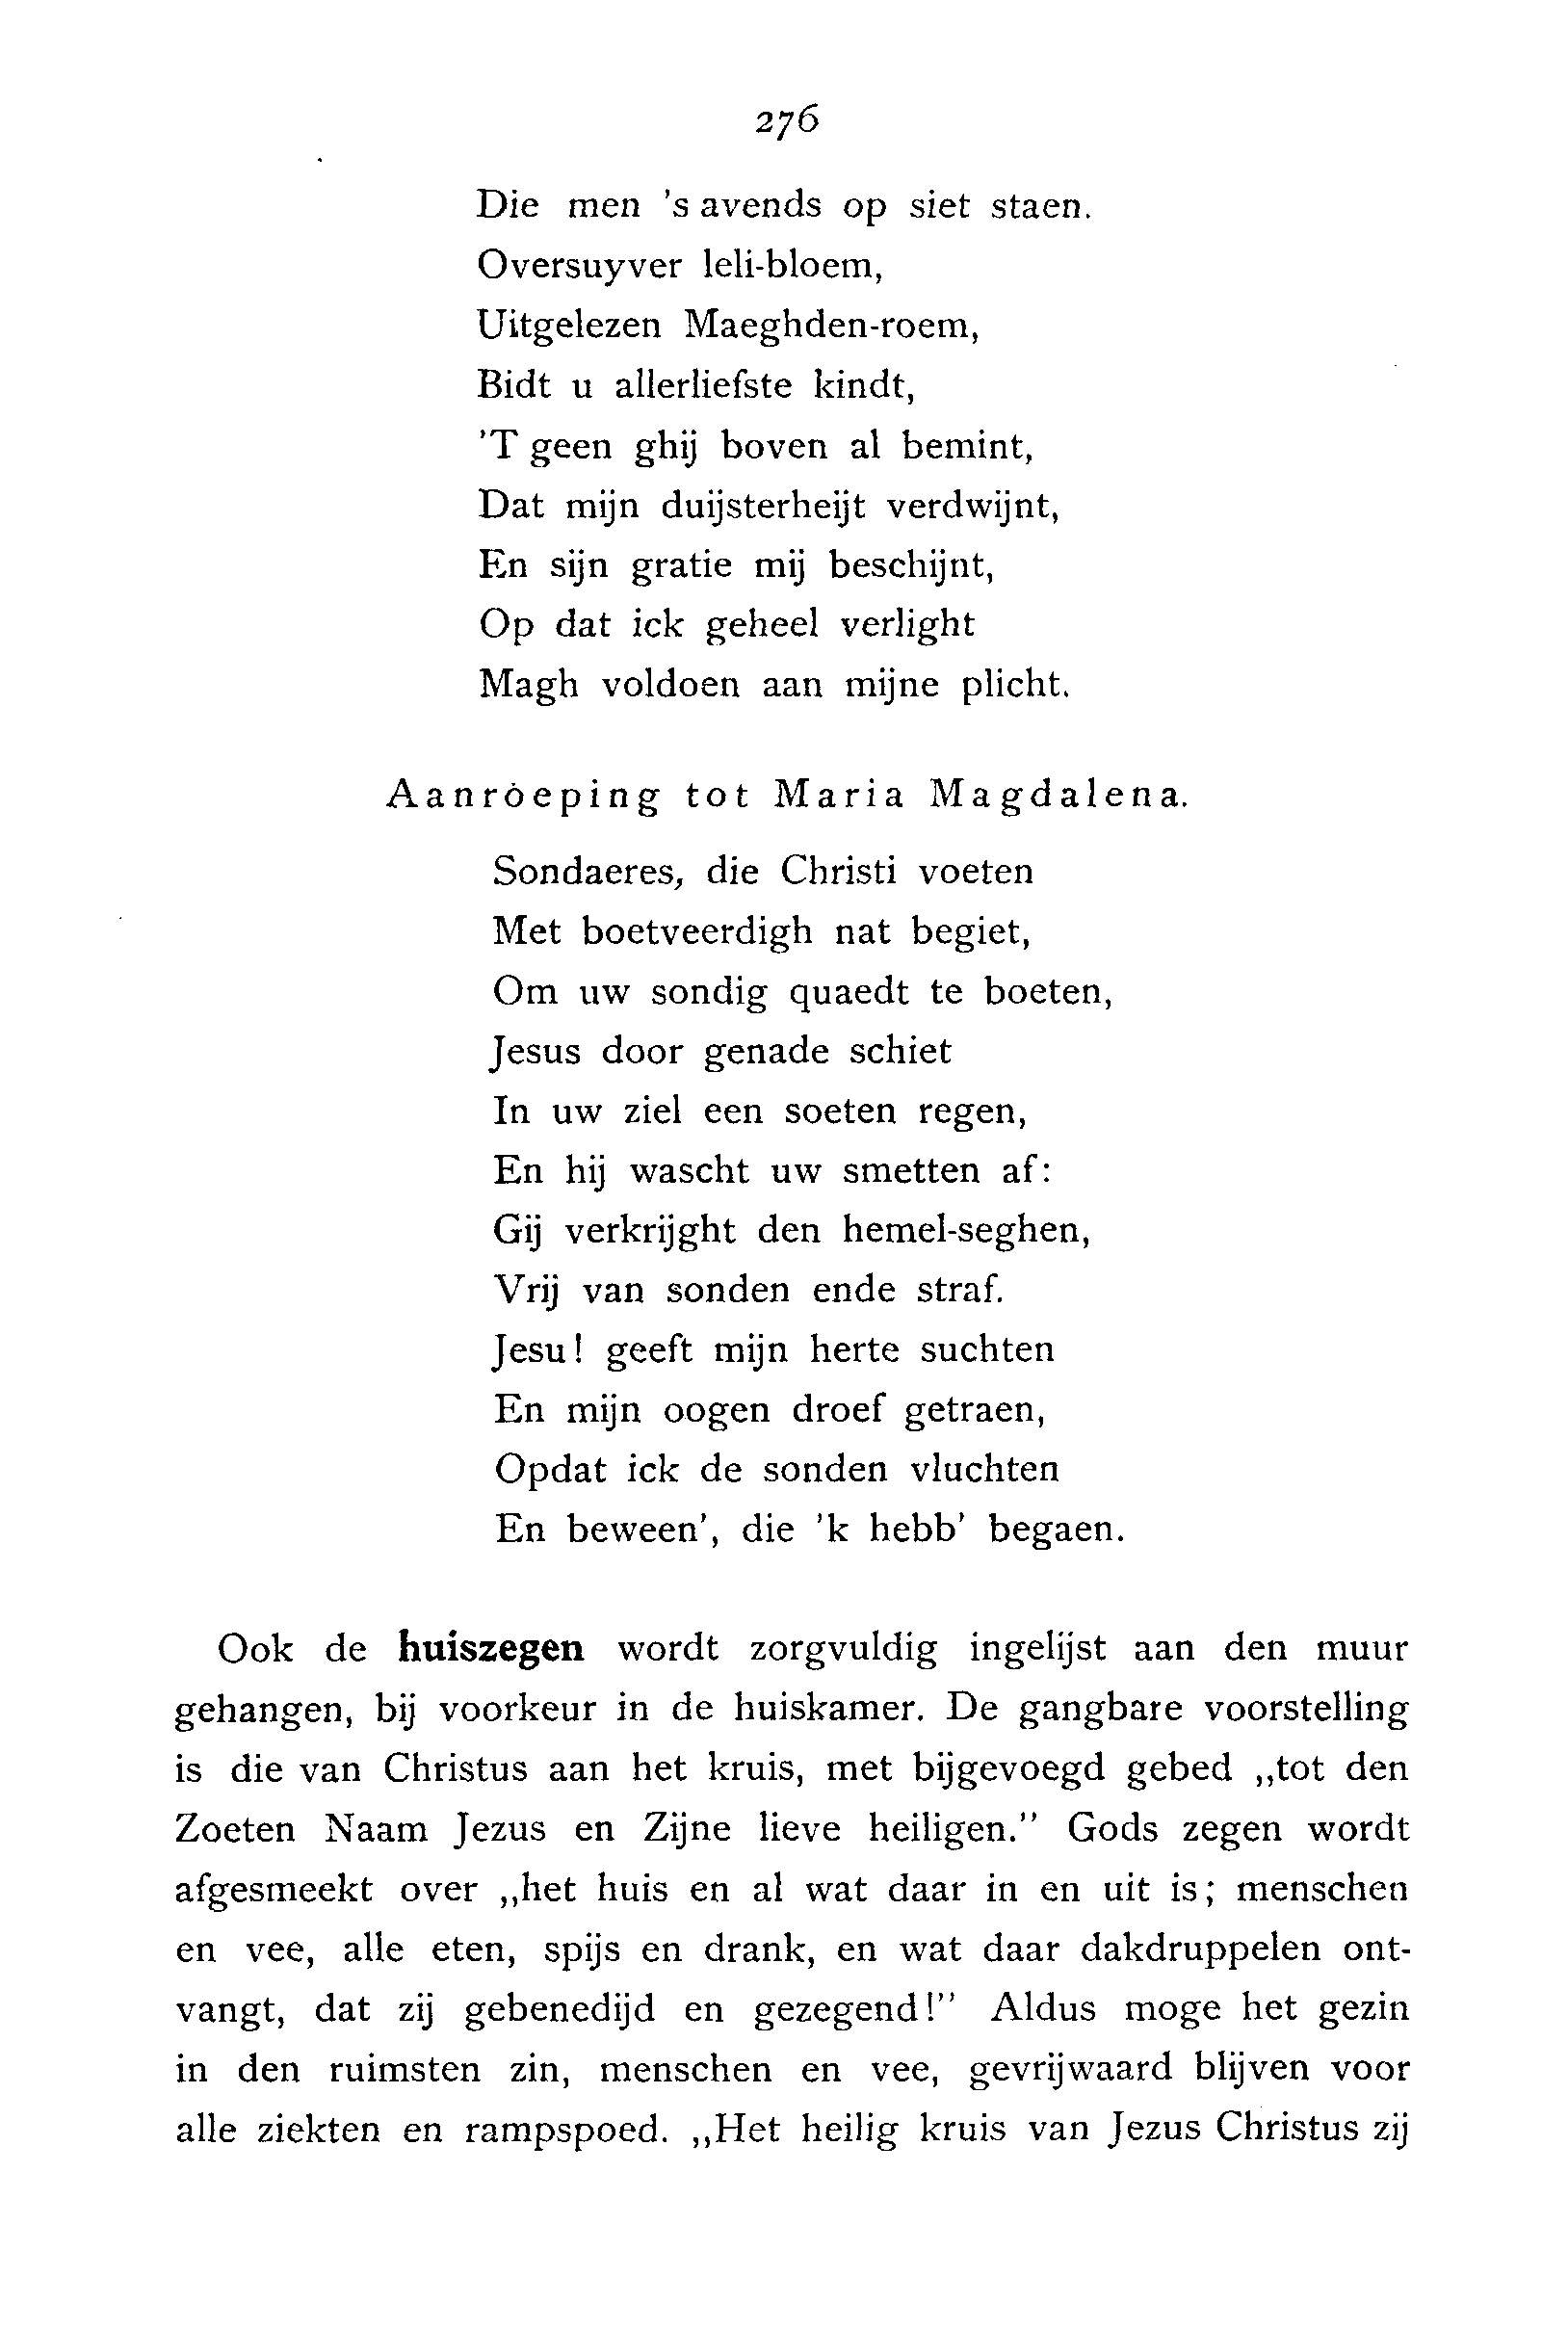 276
Die men 's avends op siet staen.
Oversuyver leli-bloem,
Uitgelezen Maeghden-roem,
Bidt u allerliefste kindt,
'T geen ghij boven al bemint,
Dat mijn duijsterheijt verdwijnt,
En sijn gratie mij beschijnt,
Op dat ick geheel verlight
Magh voldoen aan mijne plicht.
Aanroeping tot Maria Magdalena.
Sondaeres, die Christi voeten
Met boetveerdigh nat begiet,
Om uw sondig quaedt te boeten,
Jesus door genade schiet
In uw ziel een soeten regen,
En hij wascht uw smetten af:
Gij verkrijght den hemel-seghen,
Vrij van sonden ende straf.
Jesu! geeft mijn herte suchten
En mijn oogen droef getraen,
Opdat ick de sonden vluchten
En beween', die 'k hebb' begaen.
Ook de huiszegen wordt zorgvuldig ingelijst aan den muur
gehangen, bij voorkeur in de huiskamer. De gangbare voorstelling
is die van Christus aan het kruis, met bijgevoegd gebed „tot den
Zoeten Naam Jezus en Zijne lieve heiligen.” Gods zegen wordt
afgesmeekt over „het huis en al wat daar in en uit is; menschen
en vee, alle eten, spijs en drank, en wat daar dakdruppelen ont-
vangt, dat zij gebenedijd en gezegend!” Aldus moge het gezin
in den ruimsten zin, menschen en vee, gevrijwaard blijven voor
alle ziekten en rampspoed. „Het heilig kruis van Jezus Christus zij